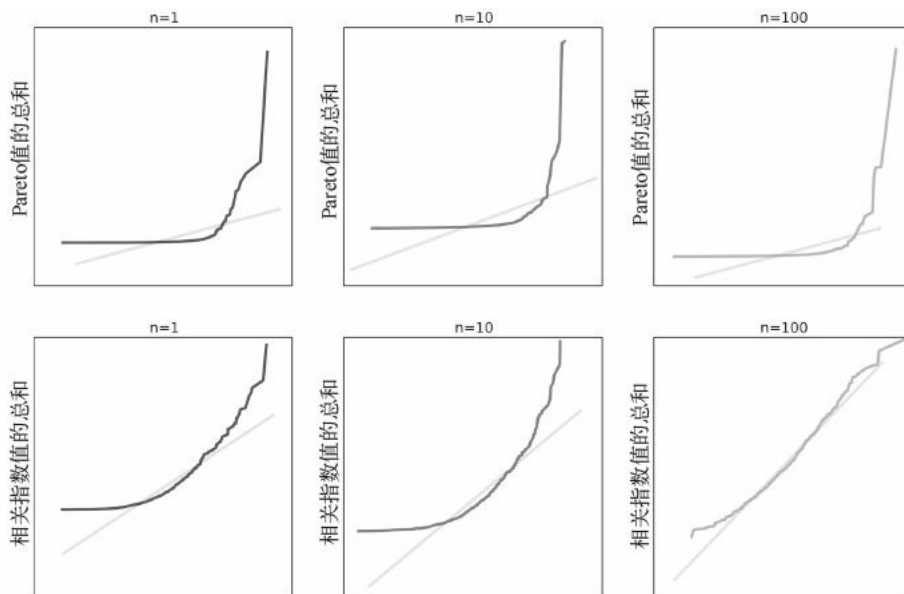 n=1
n=10
n=100
Pareto值的总和
Pareto值的总和
Pareto值的总和
n=1
n=10
n=100
相关指数值的总和
相关指数值的总和
相关指数值的总和